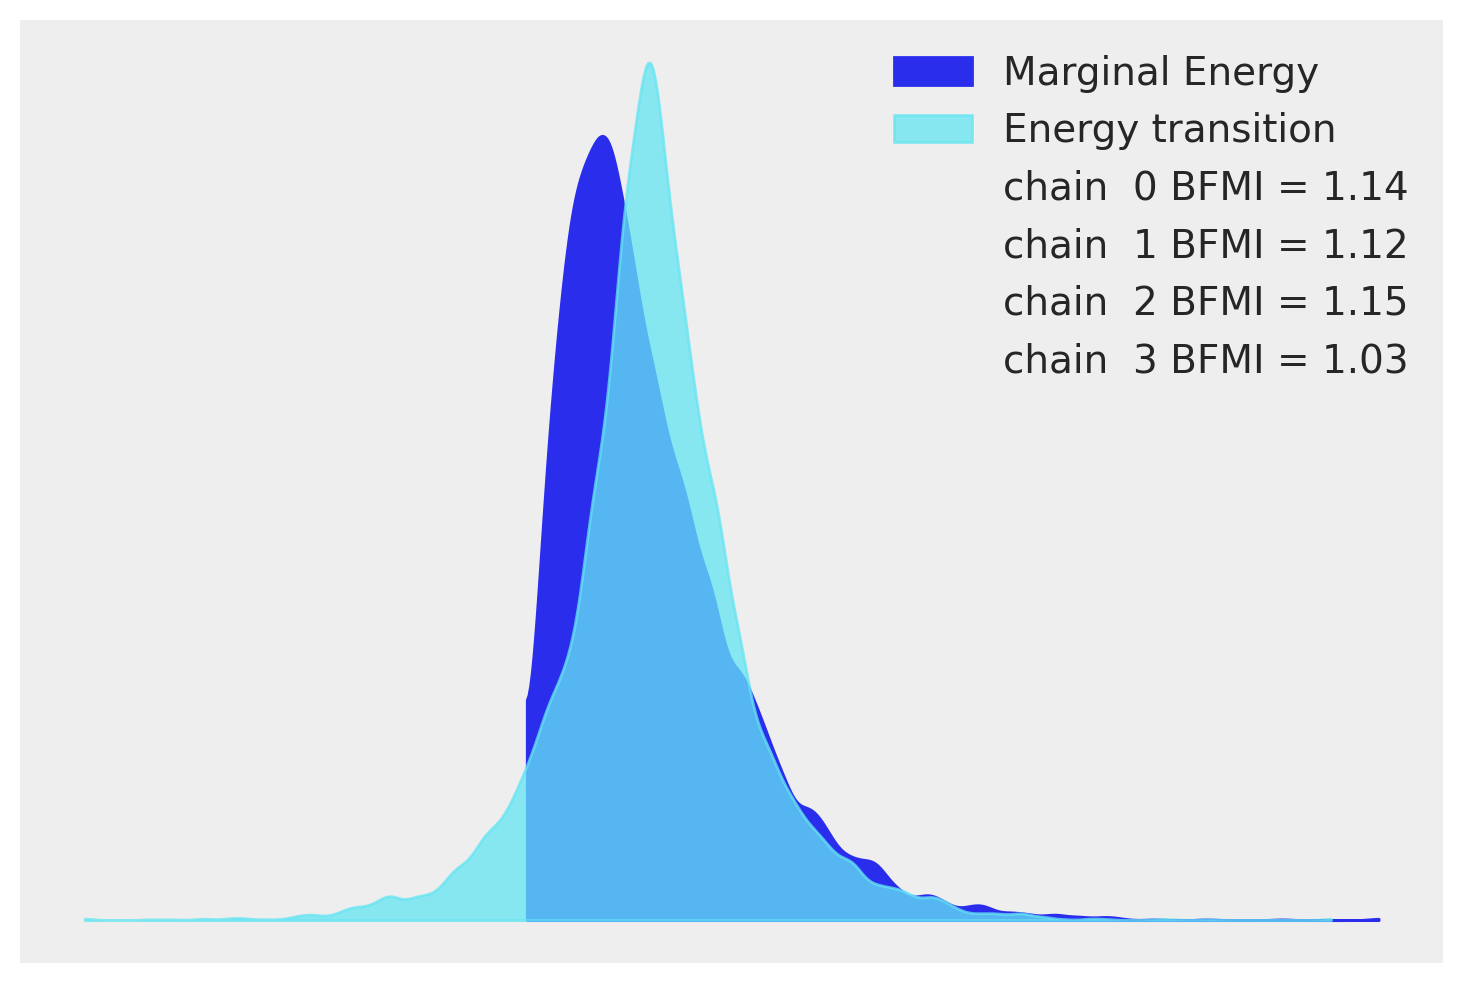 Marginal Energy
Energy transition
chain  0 BFMI = 1.14
chain  1 BFMI = 1.12
chain  2 BFMI = 1.15
chain  3 BFMI = 1.03